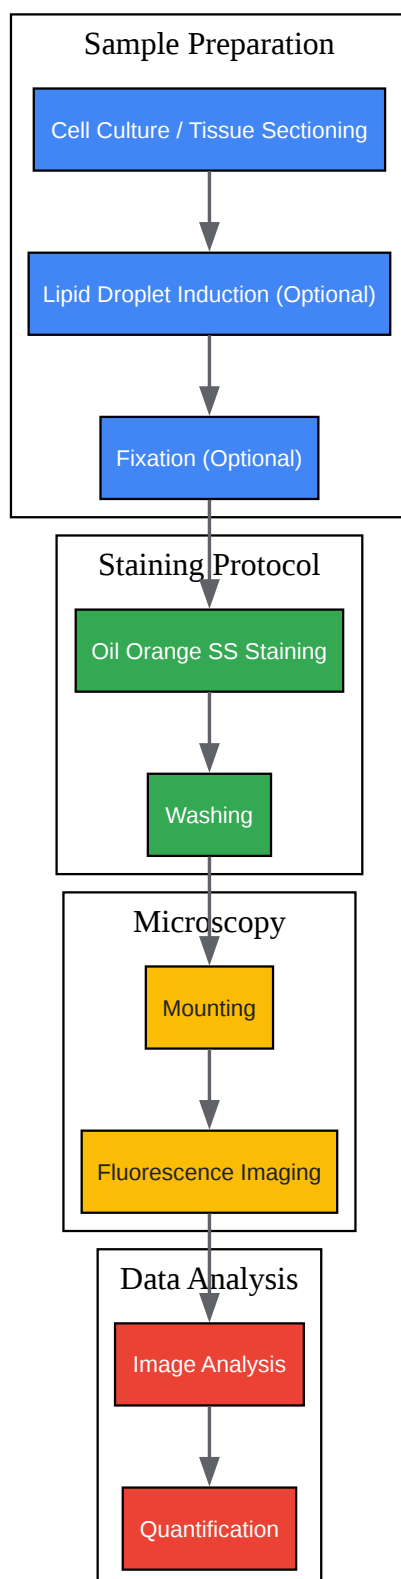 Sample Preparation
Cell Culture / Tissue Sectioning
Lipid Droplet Induction (Optional)
Fixation (Optional)
Staining Protocol
Oil Orange SS Staining
Washing
Microscopy
Mounting
Fluorescence Imaging
Data Analysis
Image Analysis
Quantification